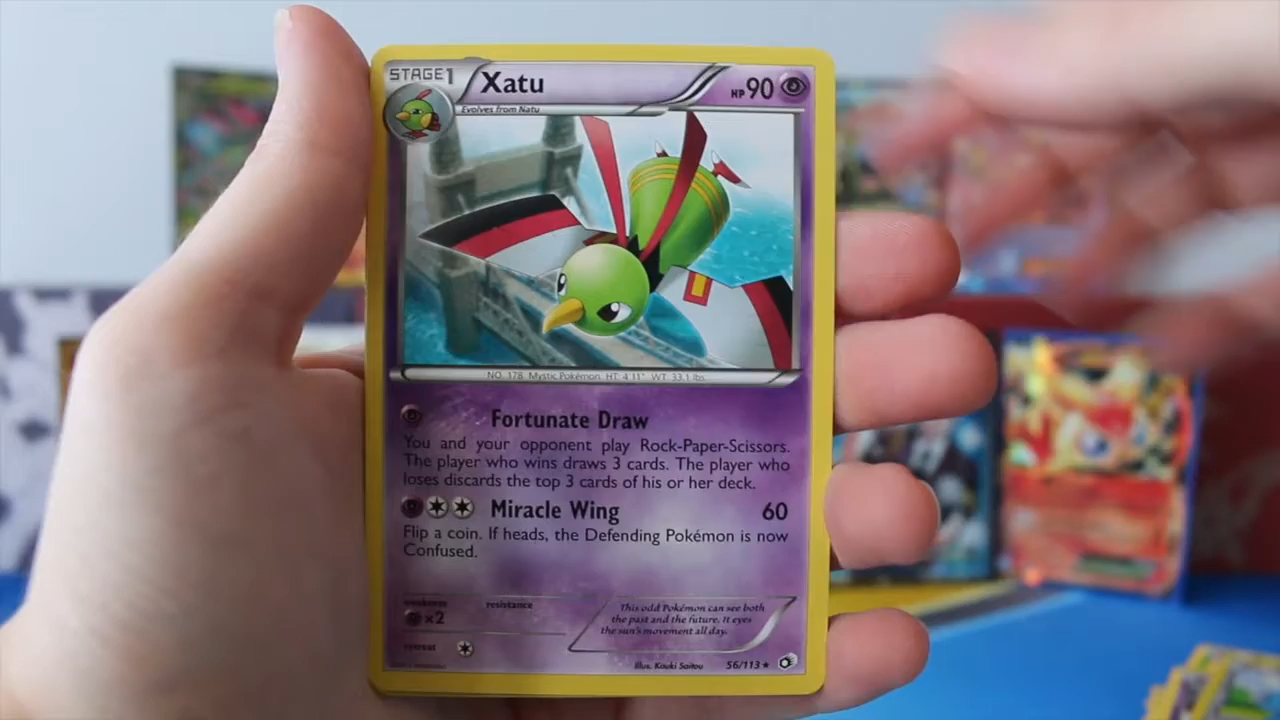 STAGE1 Xatu HP 90
Evolves from Natu
NO. 178 Mystic Pokémon HT: 4'11" WT: 33.1 lbs.
Fortunate Draw
You and your opponent play Rock-Paper-Scissors.
The player who wins draws 3 cards. The player who
loses discards the top 3 cards of his or her deck.
Miracle Wing 60
Flip a coin. If heads, the Defending Pokémon is now
Confused.
weakness resistance
×2
retreat
This odd Pokémon can see both
the past and the future. It eyes
the sun's movement all day.
Illus. Kouki Saitou 56/113 ★